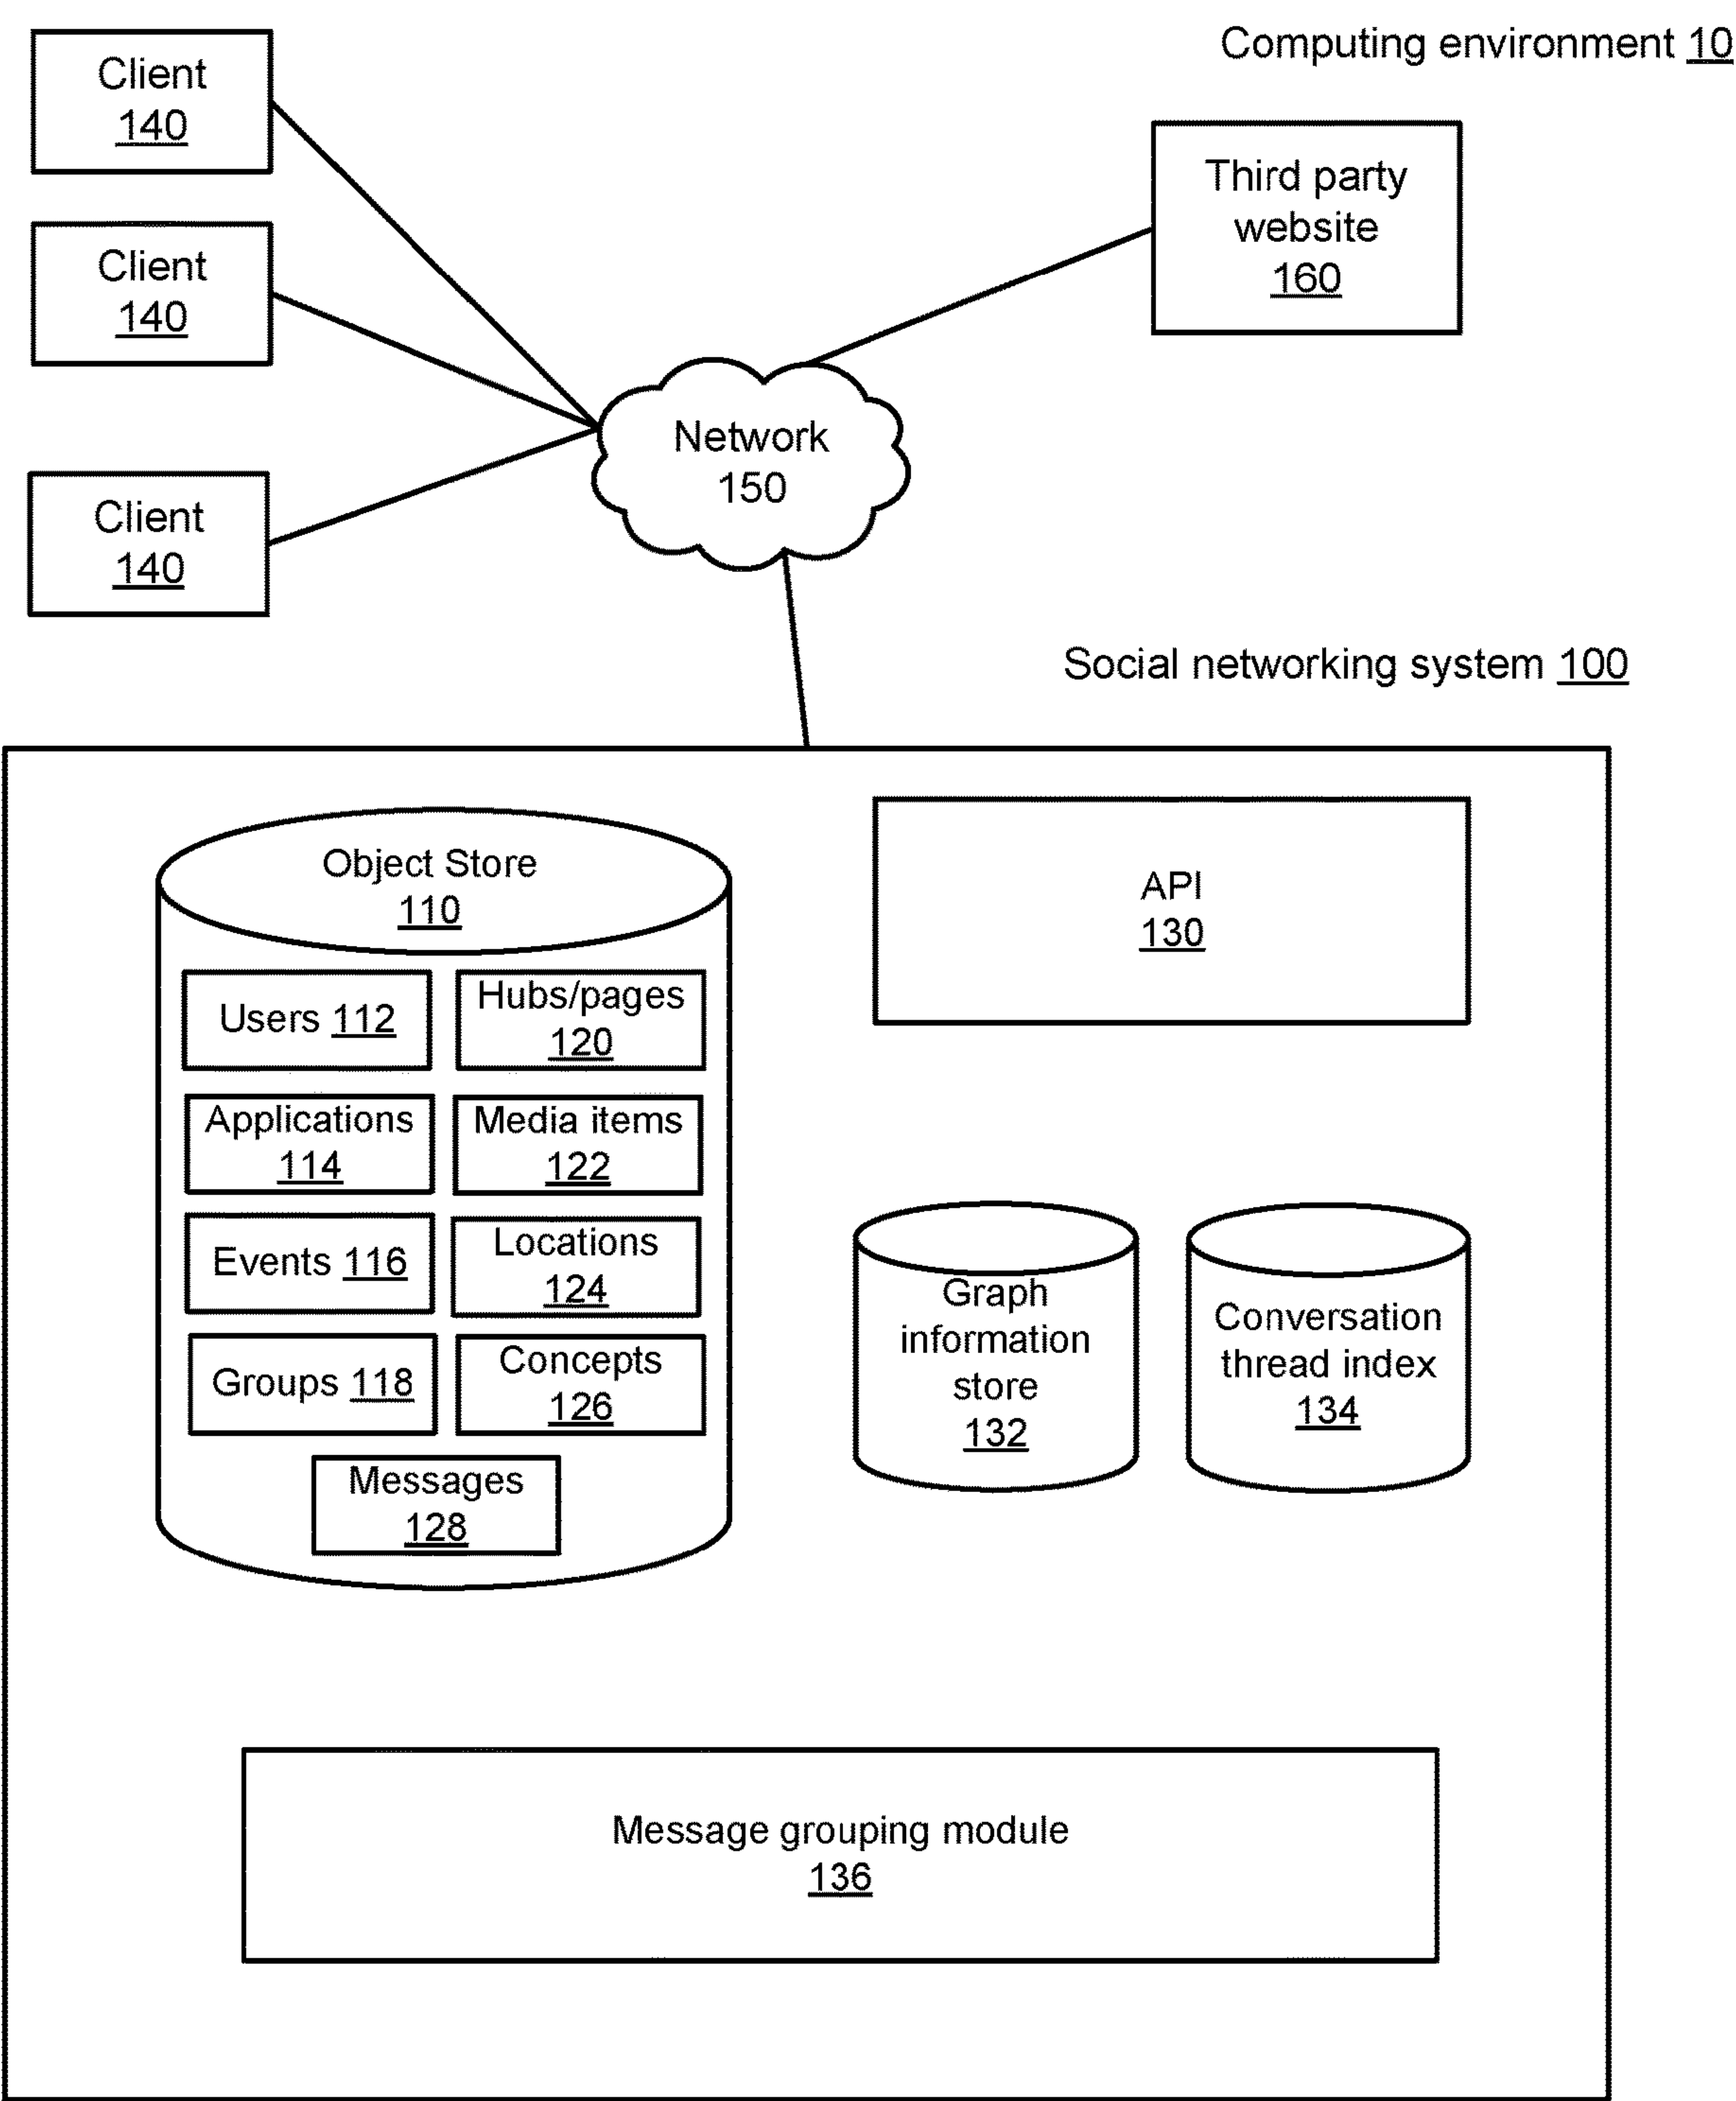 Computing environment 10
Client
140
Client
140
Client
140
Third party
website
160
Network
150
Social networking system 100
Object Store
110
Users 112
Hubs/pages
120
Applications
114
Media items
122
Events 116
Locations
124
Groups 118
Concepts
126
Messages
128
API
130
Graph
information
store
132
Conversation
thread index
134
Message grouping module
136